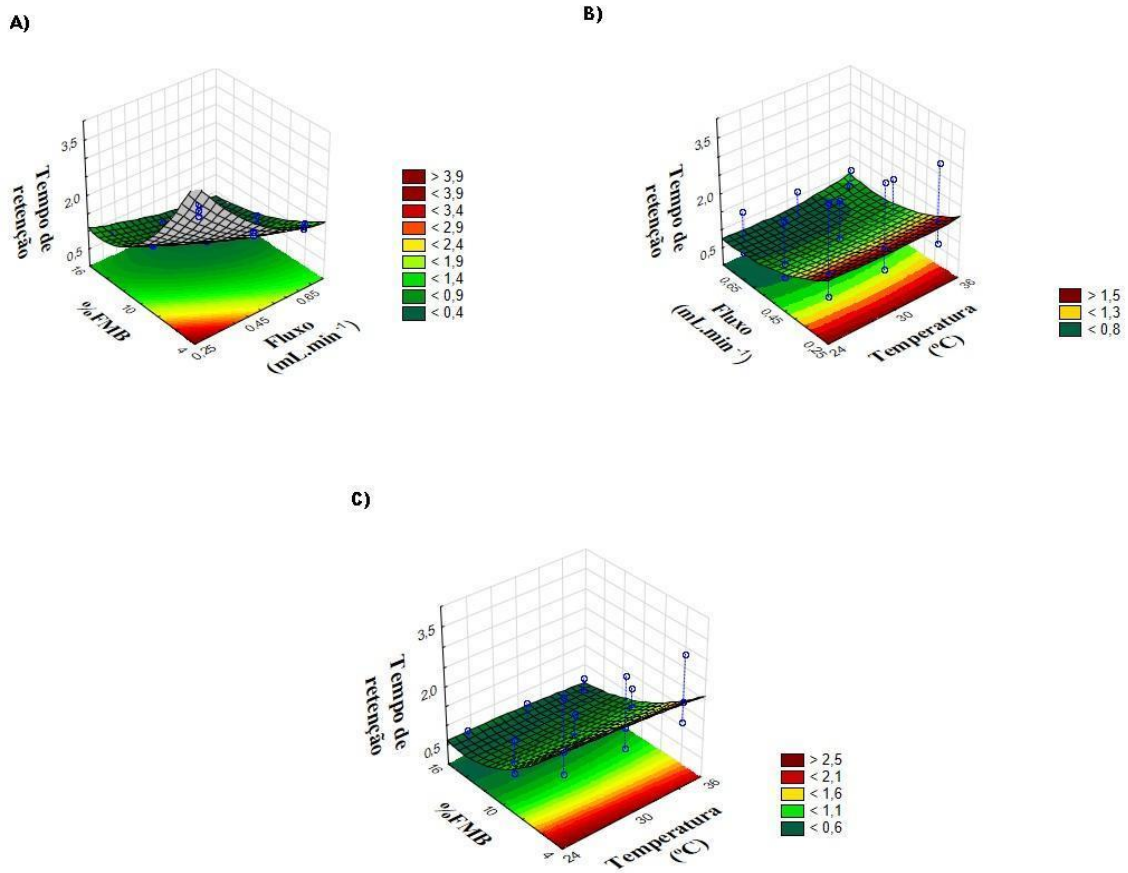 A)
3,5
2,0
0,5
Tempo de
retenção
16
10
4
%FMB
0,25
0,45
0,65
Fluxo
(mL.min⁻¹)
> 3,9
< 3,9
< 3,4
< 2,9
< 2,4
< 1,9
< 1,4
< 0,9
< 0,4
B)
3,5
2,0
0,5
Tempo de
retenção
0,65
0,45
0,25
Fluxo
(mL.min⁻¹)
24
30
36
Temperatura
(ºC)
> 1,5
< 1,3
< 0,8
C)
3,5
2,0
0,5
Tempo de
retenção
16
10
4
%FMB
24
30
36
Temperatura
(ºC)
> 2,5
< 2,1
< 1,6
< 1,1
< 0,6